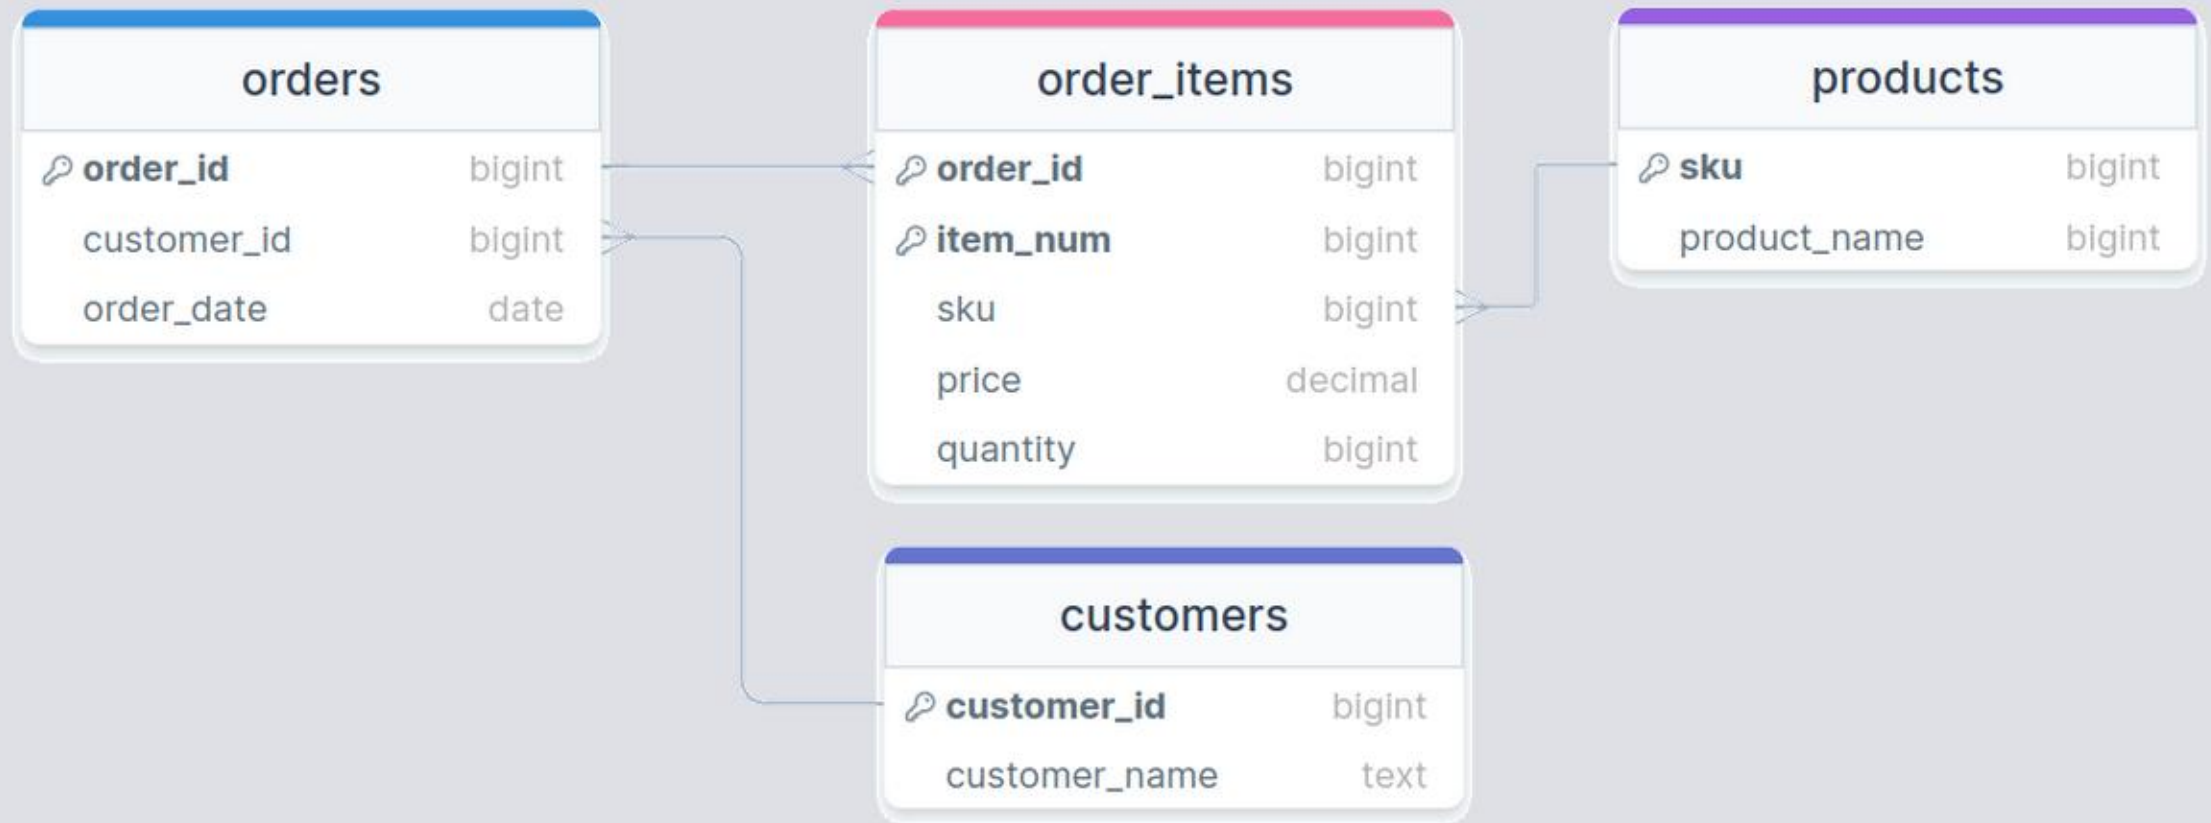 orders
order_id bigint
customer_id bigint
order_date date
order_items
order_id bigint
item_num bigint
sku bigint
price decimal
quantity bigint
products
sku bigint
product_name bigint
customers
customer_id bigint
customer_name text